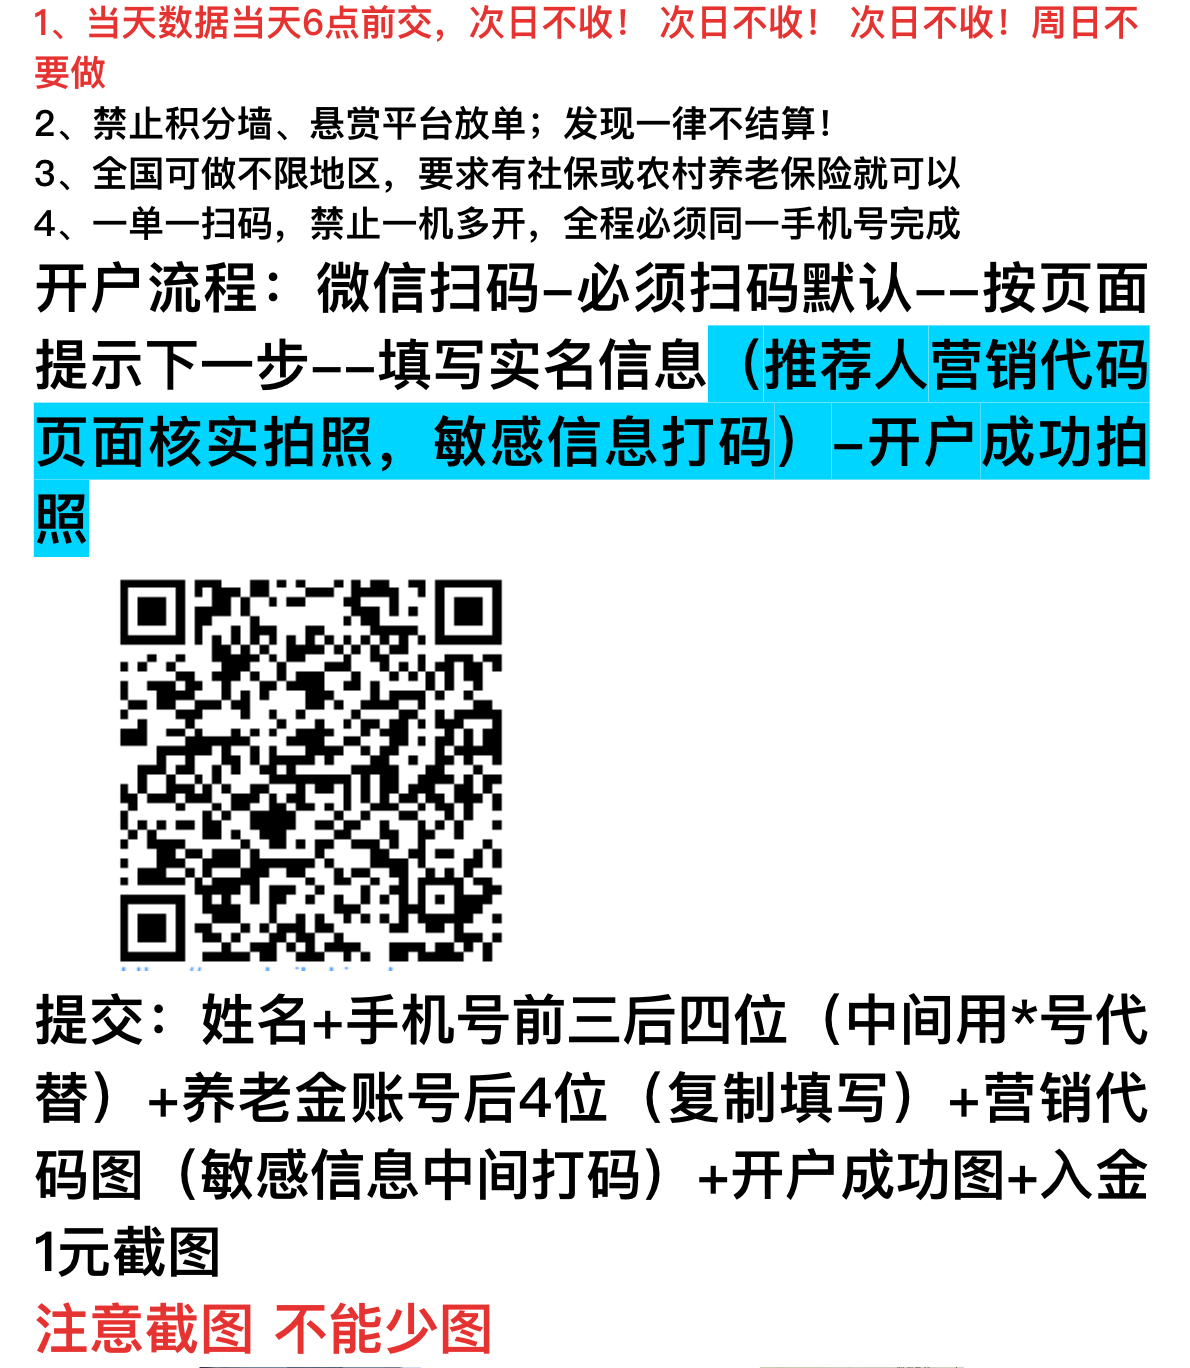 1、当天数据当天6点前交，次日不收！ 次日不收！ 次日不收！周日不
要做
2、禁止积分墙、悬赏平台放单；发现一律不结算！
3、全国可做不限地区，要求有社保或农村养老保险就可以
4、一单一扫码，禁止一机多开，全程必须同一手机号完成
开户流程：微信扫码–必须扫码默认––按页面
提示下一步––填写实名信息（推荐人营销代码
页面核实拍照，敏感信息打码）–开户成功拍
照
提交：姓名+手机号前三后四位（中间用*号代
替）+养老金账号后4位（复制填写）+营销代
码图（敏感信息中间打码）+开户成功图+入金
1元截图
注意截图 不能少图